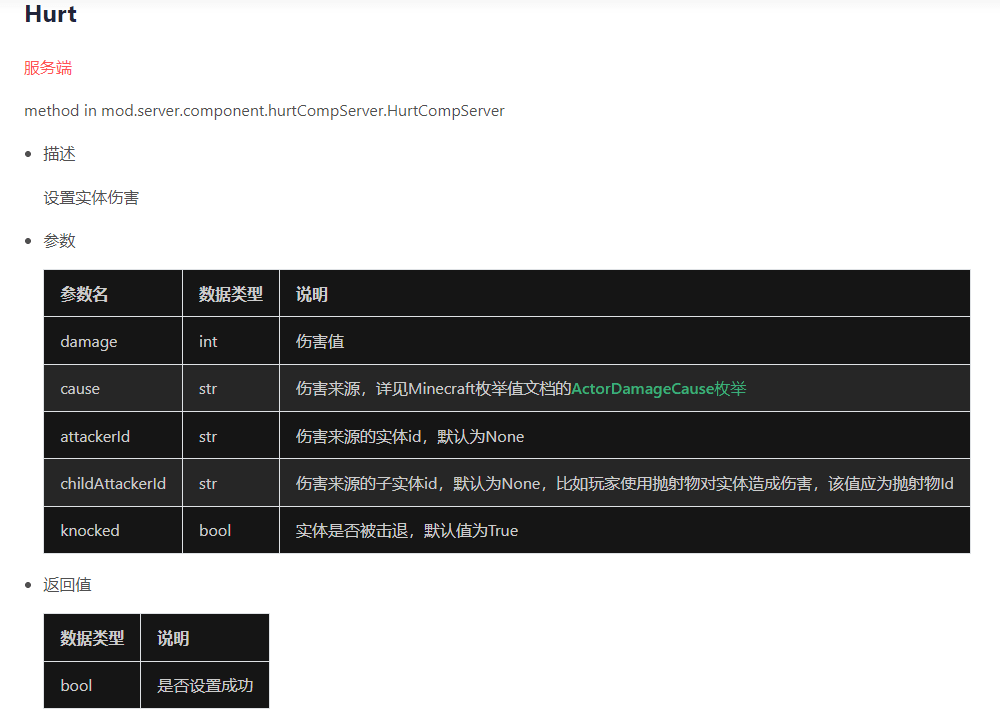 Hurt
服务端
method in mod.server.component.hurtCompServer.HurtCompServer
描述
设置实体伤害
参数
参数名 数据类型 说明
damage int 伤害值
cause str 伤害来源，详见Minecraft枚举值文档的ActorDamageCause枚举
attackerId str 伤害来源的实体id，默认为None
childAttackerId str 伤害来源的子实体id，默认为None，比如玩家使用抛射物对实体造成伤害，该值应为抛射物Id
knocked bool 实体是否被击退，默认值为True
返回值
数据类型 说明
bool 是否设置成功